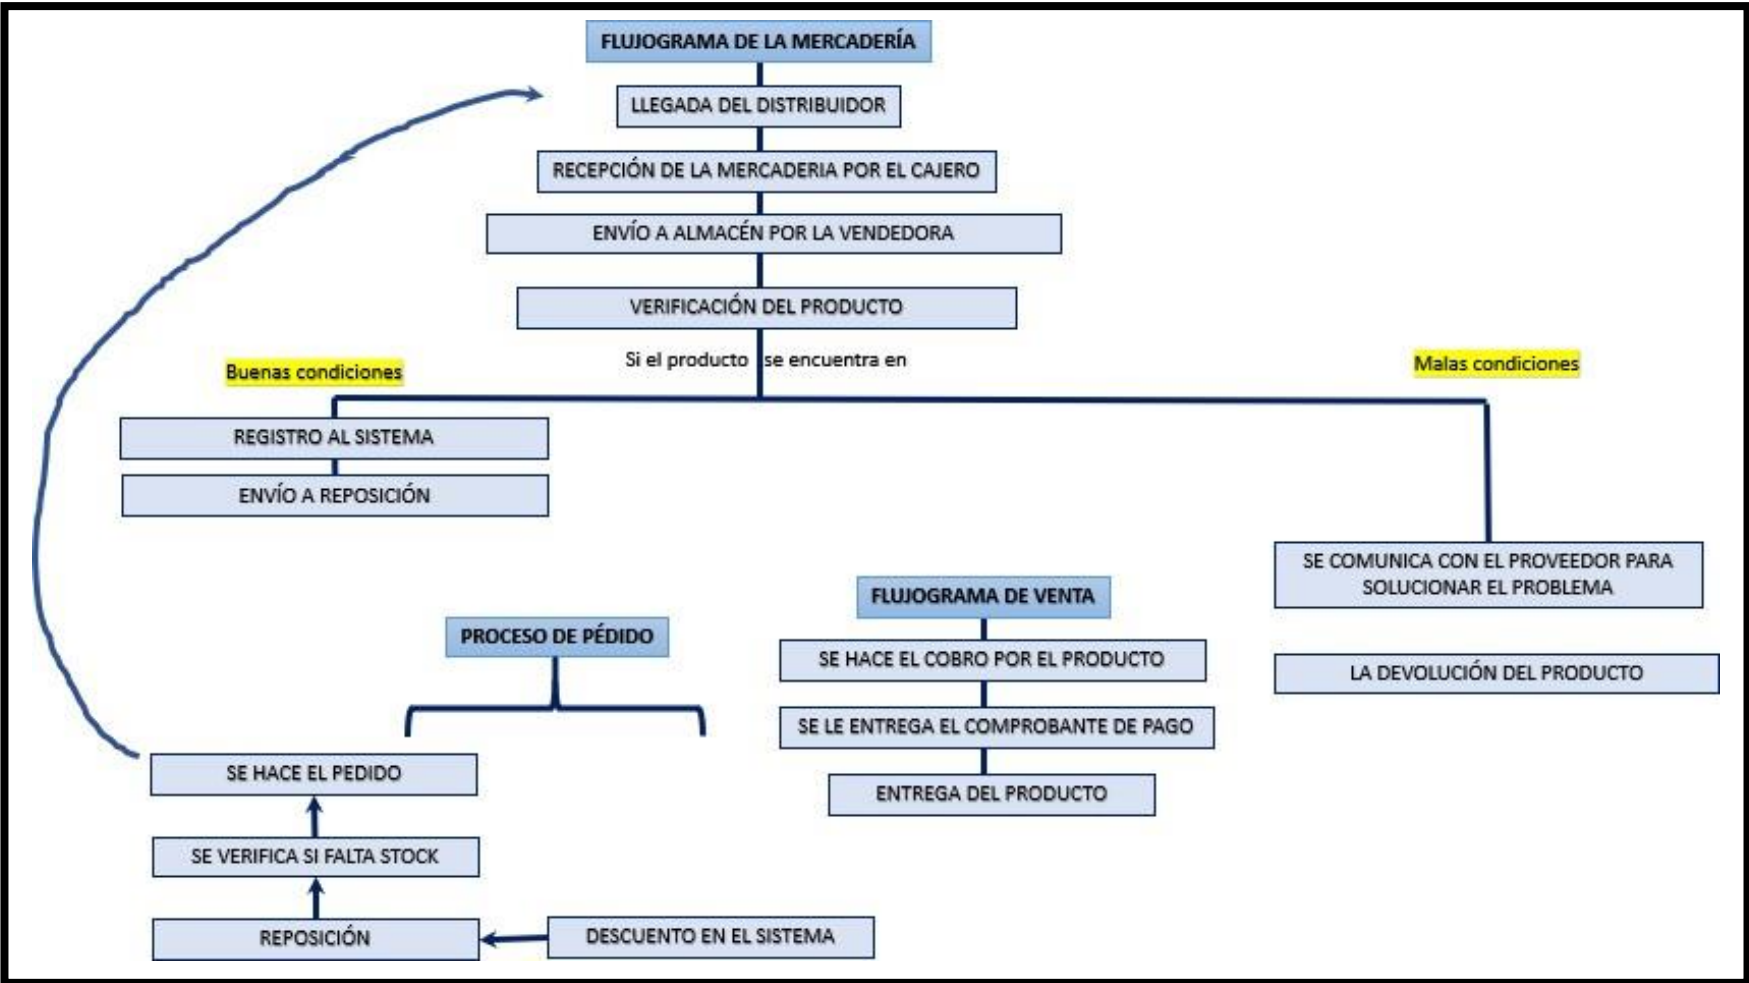 FLUJOGRAMA DE LA MERCADERÍA
LLEGADA DEL DISTRIBUIDOR
RECEPCIÓN DE LA MERCADERIA POR EL CAJERO
ENVÍO A ALMACÉN POR LA VENDEDORA
VERIFICACIÓN DEL PRODUCTO
Si el producto se encuentra en
Buenas condiciones
Malas condiciones
REGISTRO AL SISTEMA
ENVÍO A REPOSICIÓN
SE COMUNICA CON EL PROVEEDOR PARA
SOLUCIONAR EL PROBLEMA
LA DEVOLUCIÓN DEL PRODUCTO
FLUJOGRAMA DE VENTA
SE HACE EL COBRO POR EL PRODUCTO
SE LE ENTREGA EL COMPROBANTE DE PAGO
ENTREGA DEL PRODUCTO
PROCESO DE PÉDIDO
SE HACE EL PEDIDO
SE VERIFICA SI FALTA STOCK
REPOSICIÓN
DESCUENTO EN EL SISTEMA